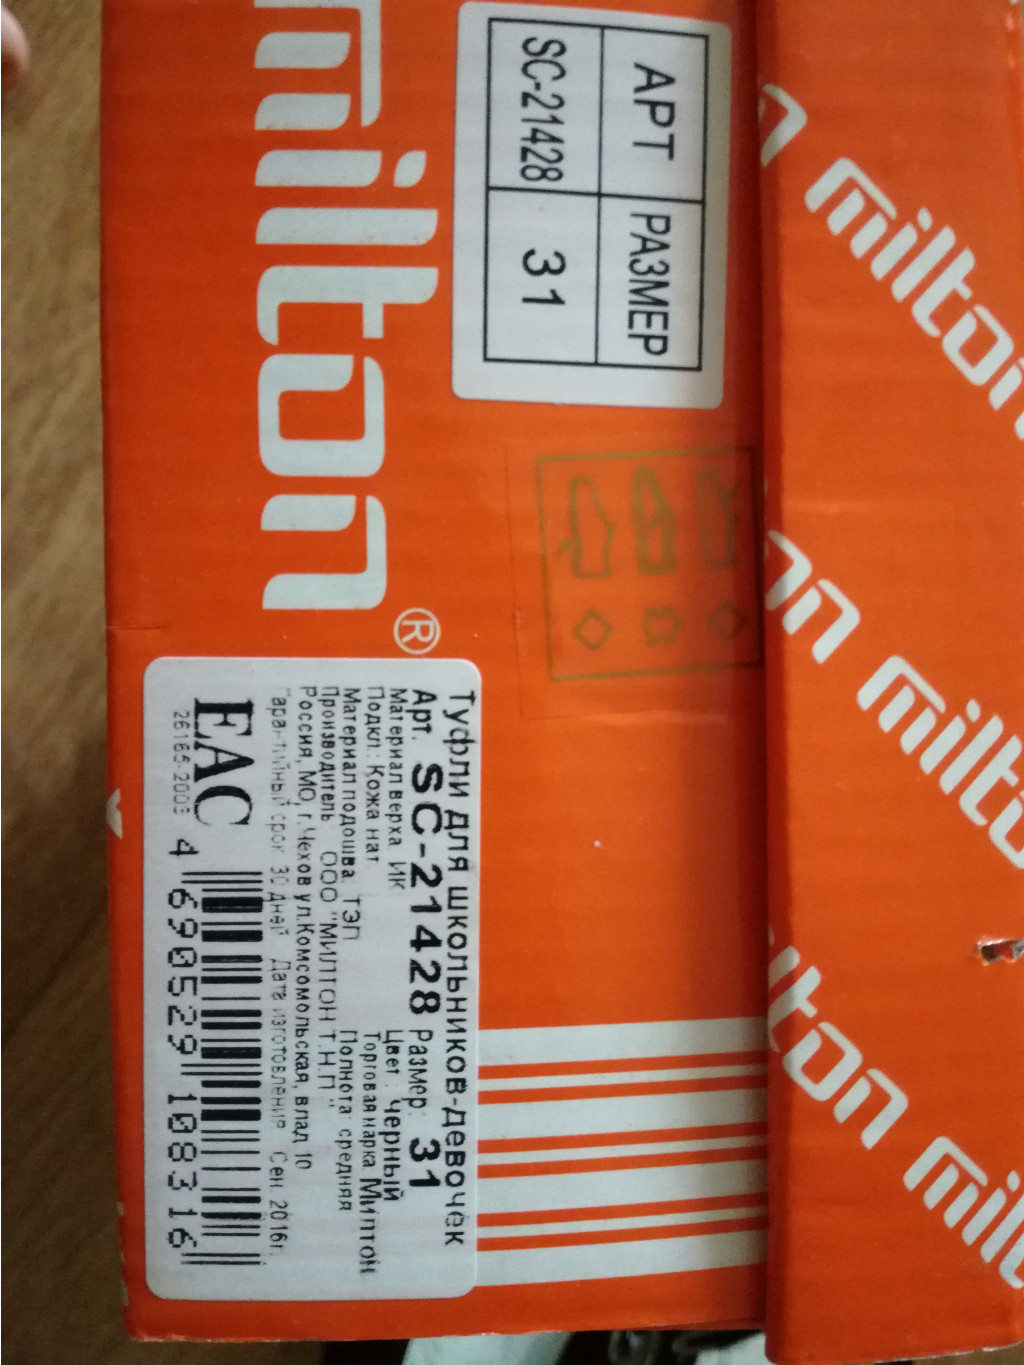 milton®
АРТ РАЗМЕР
SC-21428 31
Туфли для школьников-девочек
Арт. SC-21428 Размер: 31
Материал верха. ИК Цвет: Черный
Подкл.: Кожа нат. Торговая марка Милтон
Материал подошва. ТЭП Полнота: средняя
Производитель ООО "МИЛТОН Т.Н.П."
Россия, МО, г.Чехов ул.Комсомольская, влад 10
Гарантийный срок 30 дней Дата изготовления Сен 2016г.
EAC
26165-2003
4 690529 108316
milton
milton
milton
milton